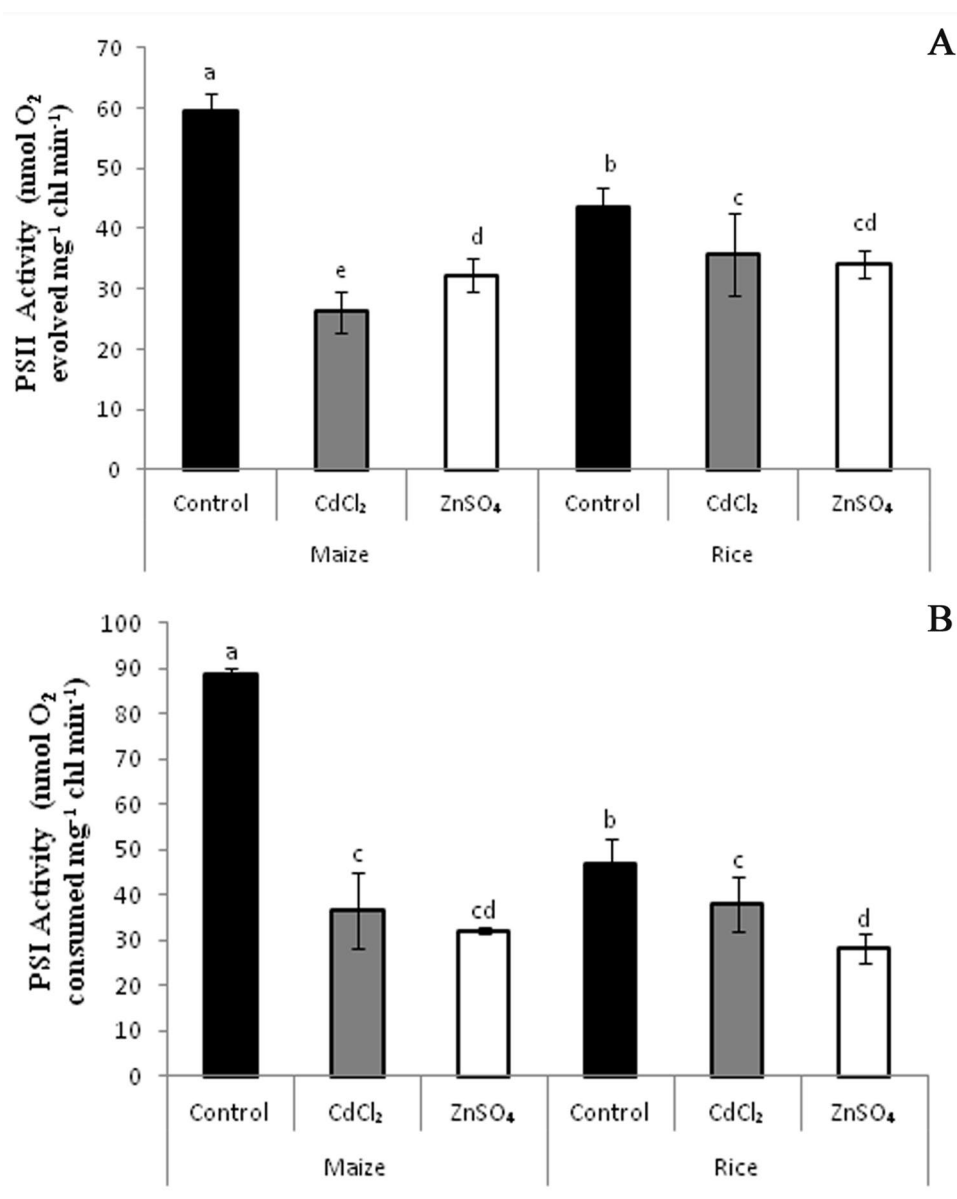 A
PSII Activity (nmol O₂
evolved mg⁻¹ chl min⁻¹)
70
60
50
40
30
20
10
0
a
e
d
b
c
cd
Control CdCl₂ ZnSO₄ Control CdCl₂ ZnSO₄
Maize Rice
B
PSI Activity (nmol O₂
consumed mg⁻¹ chl min⁻¹)
100
90
80
70
60
50
40
30
20
10
0
a
c
cd
b
c
d
Control CdCl₂ ZnSO₄ Control CdCl₂ ZnSO₄
Maize Rice